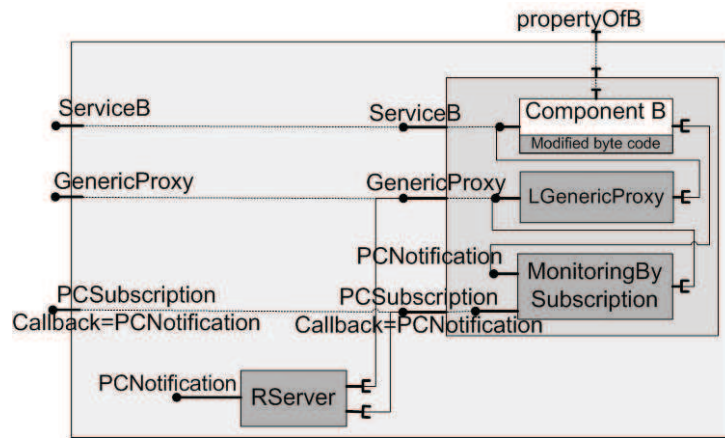 propertyOfB
ServiceB
ServiceB
Component B
Modified byte code
GenericProxy
GenericProxy
LGenericProxy
PCNotification
MonitoringBy
Subscription
PCSubscription
Callback=PCNotification
PCSubscription
Callback=PCNotification
PCNotification
RServer